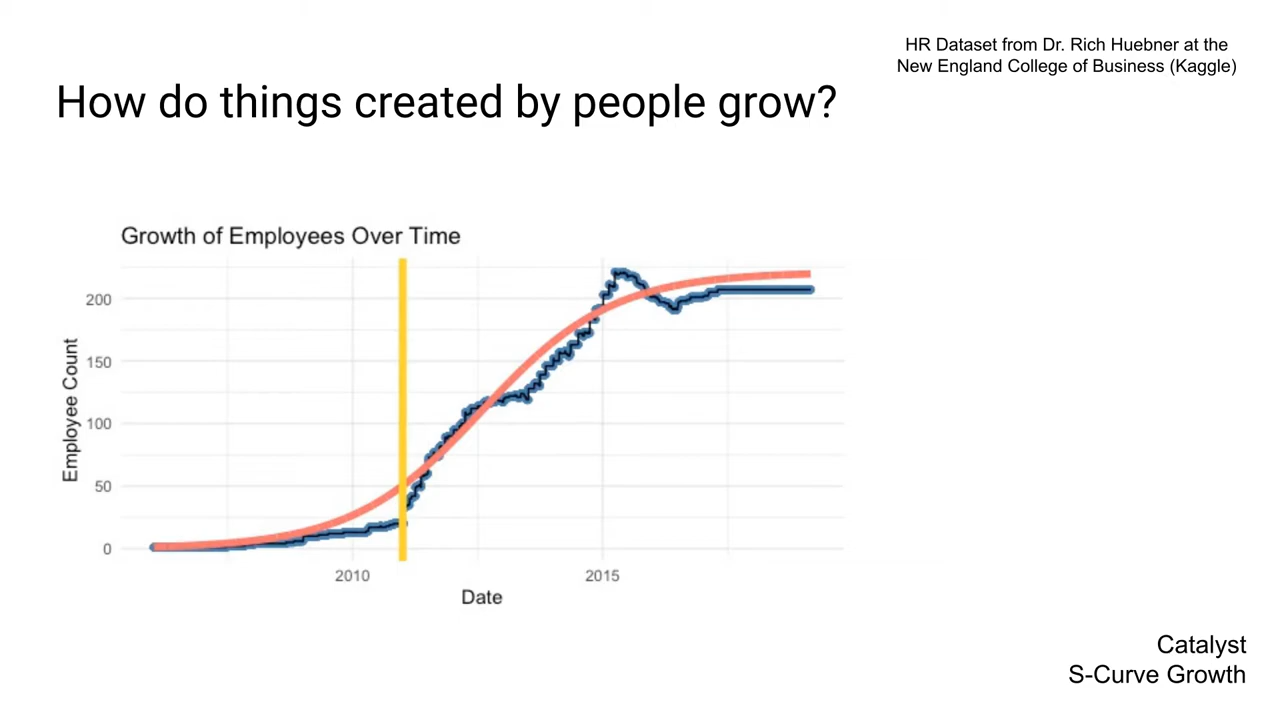 HR Dataset from Dr. Rich Huebner at the
New England College of Business (Kaggle)
How do things created by people grow?
Growth of Employees Over Time
Employee Count
200
150
100
50
0
2010
2015
Date
Catalyst
S-Curve Growth